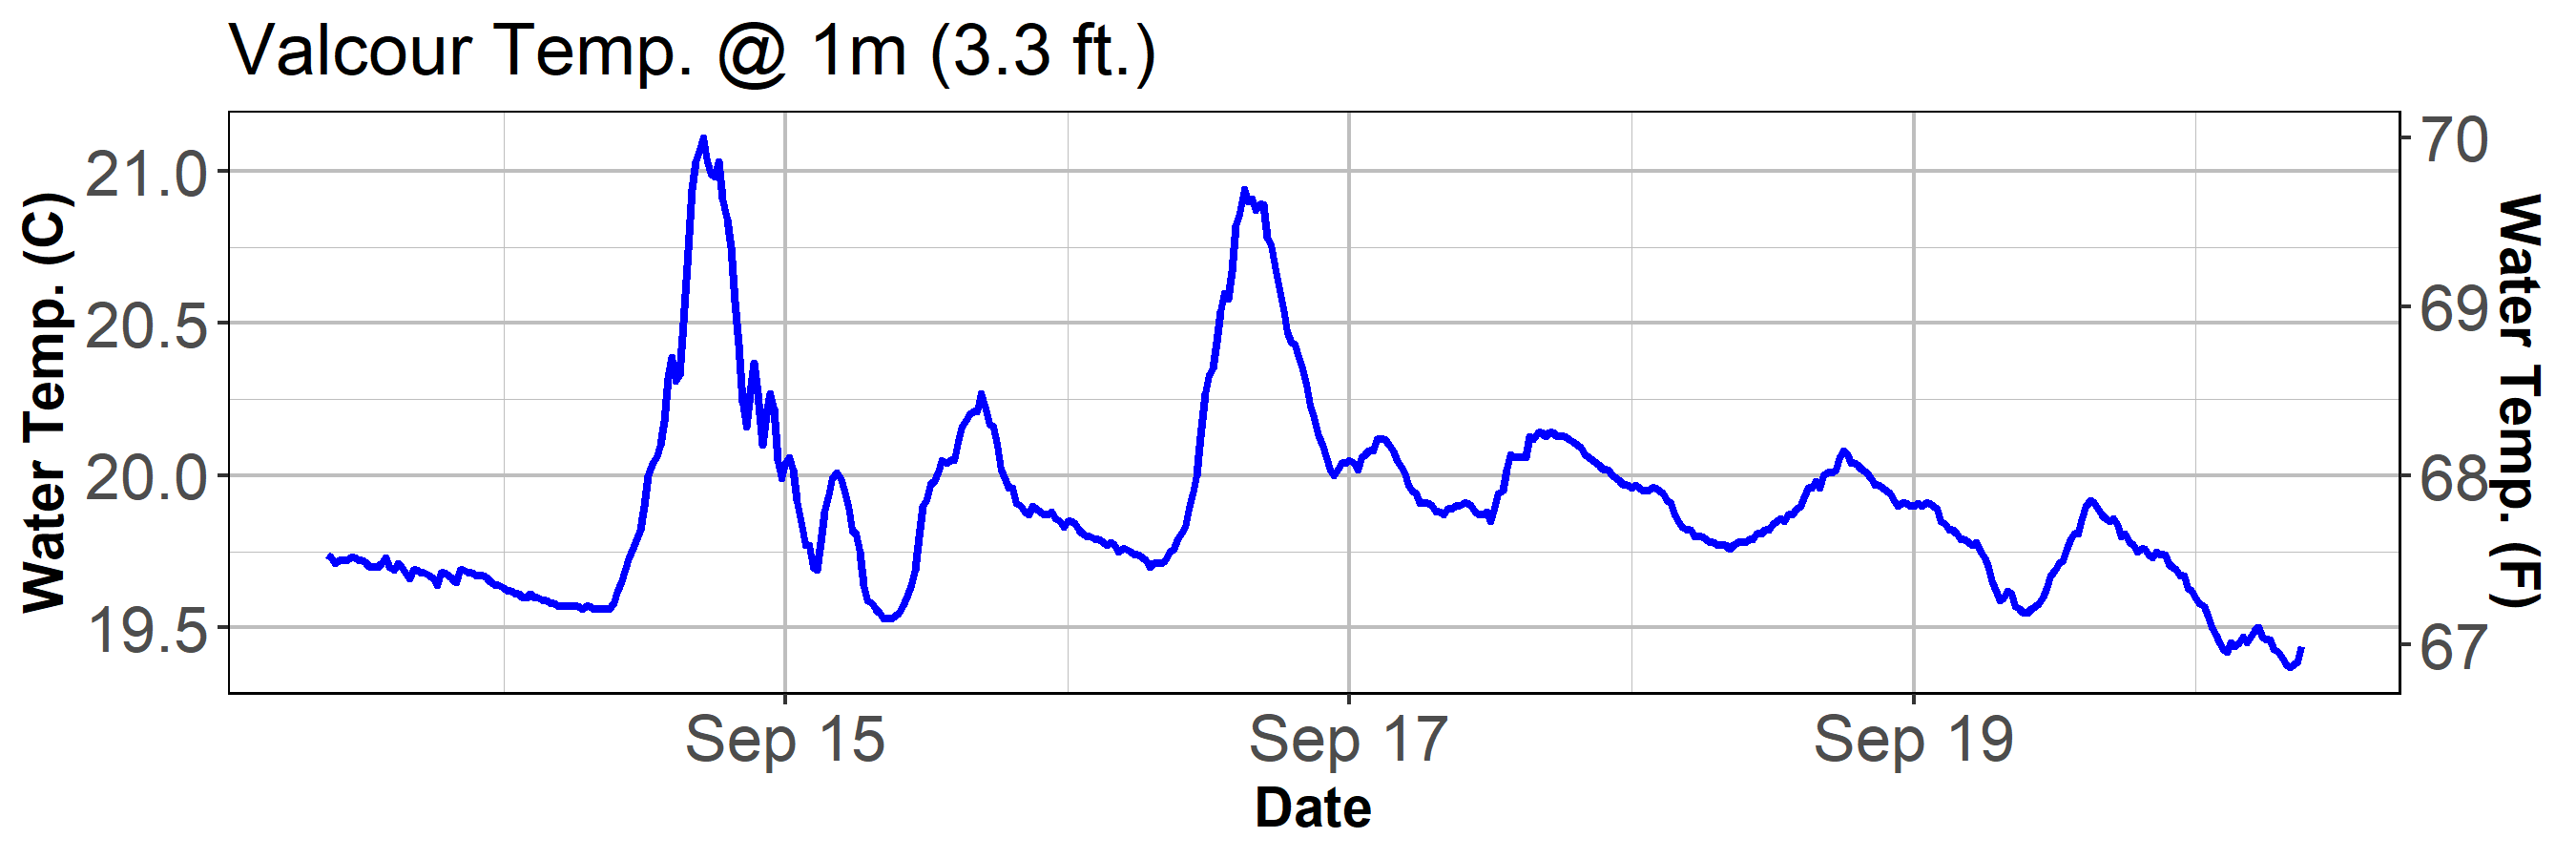 Valcour Temp. @ 1m (3.3 ft.)
Water Temp. (C)
21.0
20.5
20.0
19.5
70
69
68
67
Water Temp. (F)
Sep 15
Sep 17
Sep 19
Date